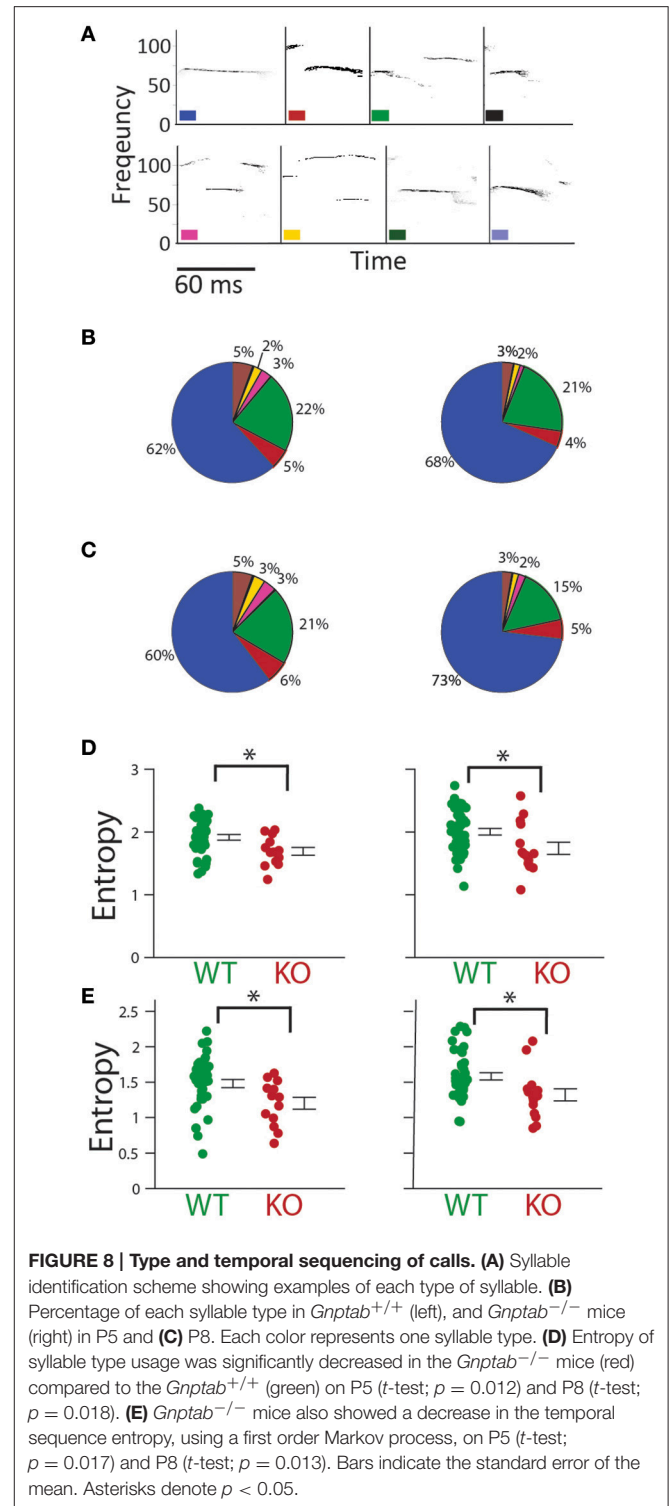 A
100
50
0
100
50
0
Freqeuncy
Time
60 ms
B
5%
2%
3%
22%
5%
62%
3%
2%
21%
4%
68%
C
5%
3%
3%
21%
6%
60%
3%
2%
15%
5%
73%
D
*
*
3
2
1
0
Entropy
WT KO
WT KO
E
*
*
2.5
2
1.5
1
0.5
0
Entropy
WT KO
WT KO
FIGURE 8 | Type and temporal sequencing of calls. (A) Syllable
identification scheme showing examples of each type of syllable. (B)
Percentage of each syllable type in Gnptab+/+ (left), and Gnptab−/− mice
(right) in P5 and (C) P8. Each color represents one syllable type. (D) Entropy of
syllable type usage was significantly decreased in the Gnptab−/− mice (red)
compared to the Gnptab+/+ (green) on P5 (t-test; p = 0.012) and P8 (t-test;
p = 0.018). (E) Gnptab−/− mice also showed a decrease in the temporal
sequence entropy, using a first order Markov process, on P5 (t-test;
p = 0.017) and P8 (t-test; p = 0.013). Bars indicate the standard error of the
mean. Asterisks denote p < 0.05.